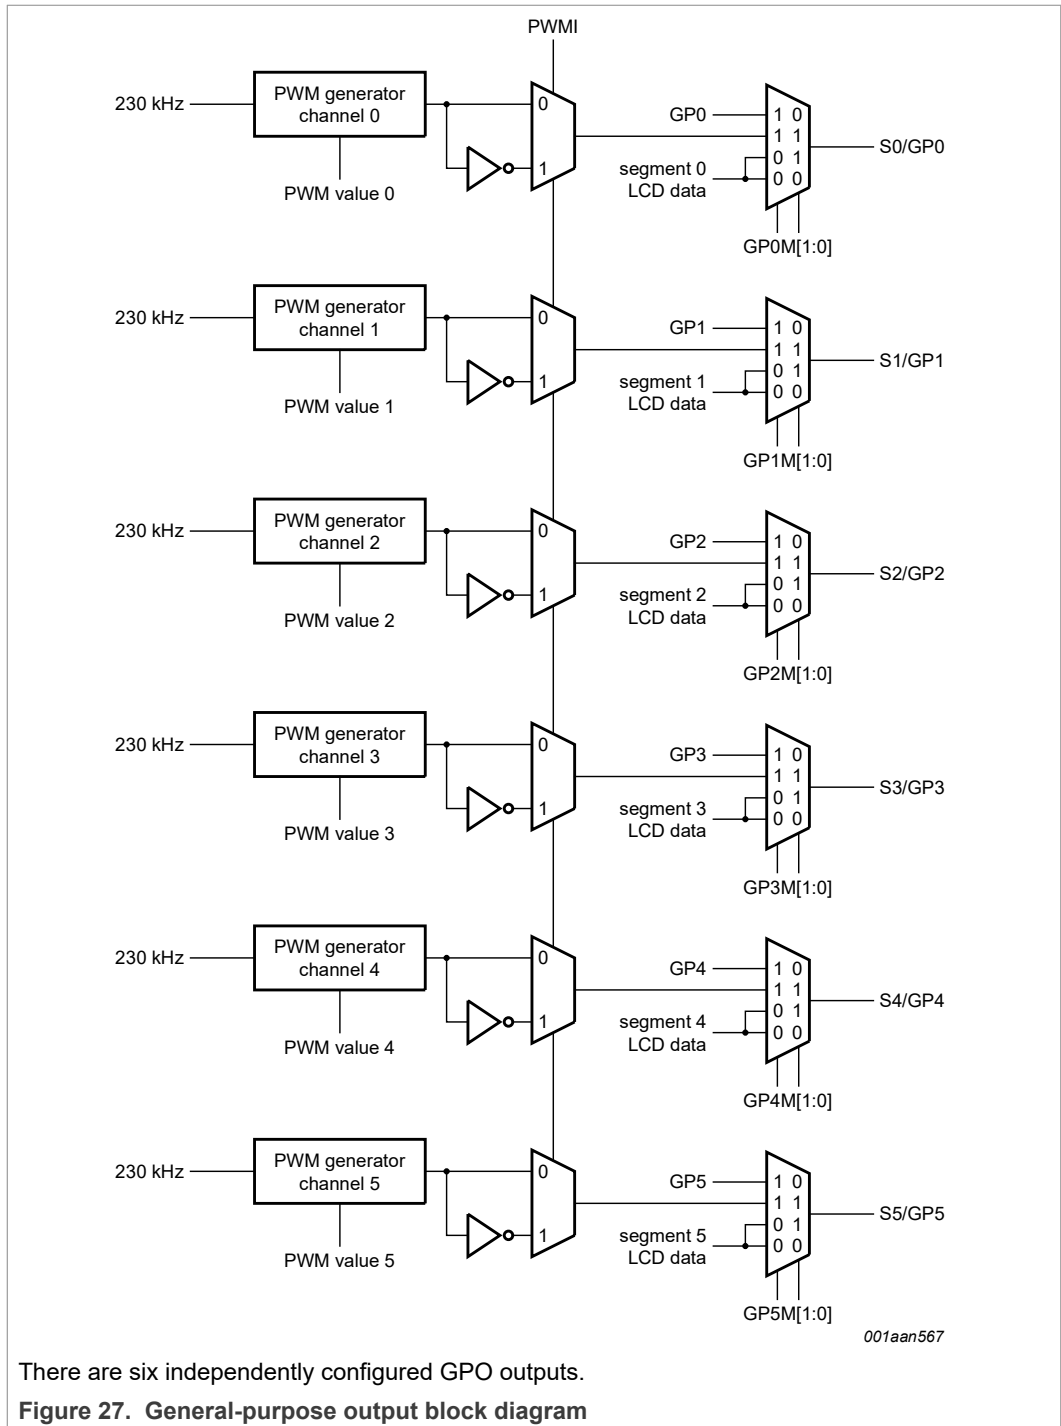 PWMI
230 kHz
PWM generator
channel 0
PWM value 0
0
1
GP0
segment 0
LCD data
1 0
1 1
0 1
0 0
S0/GP0
GP0M[1:0]
230 kHz
PWM generator
channel 1
PWM value 1
0
1
GP1
segment 1
LCD data
1 0
1 1
0 1
0 0
S1/GP1
GP1M[1:0]
230 kHz
PWM generator
channel 2
PWM value 2
0
1
GP2
segment 2
LCD data
1 0
1 1
0 1
0 0
S2/GP2
GP2M[1:0]
230 kHz
PWM generator
channel 3
PWM value 3
0
1
GP3
segment 3
LCD data
1 0
1 1
0 1
0 0
S3/GP3
GP3M[1:0]
230 kHz
PWM generator
channel 4
PWM value 4
0
1
GP4
segment 4
LCD data
1 0
1 1
0 1
0 0
S4/GP4
GP4M[1:0]
230 kHz
PWM generator
channel 5
PWM value 5
0
1
GP5
segment 5
LCD data
1 0
1 1
0 1
0 0
S5/GP5
GP5M[1:0]
001aan567
There are six independently configured GPO outputs.
Figure 27. General-purpose output block diagram